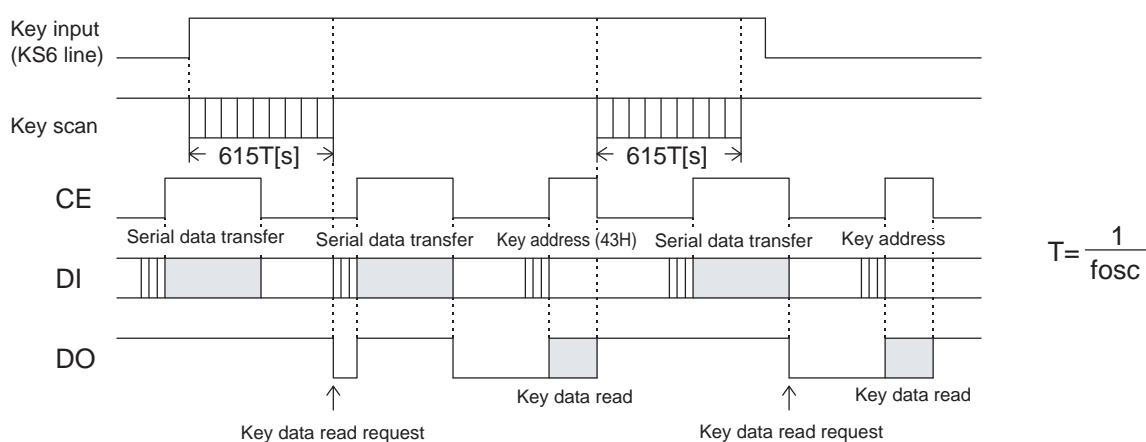 Key input
(KS6 line)
Key scan
615T[s]
615T[s]
CE
Serial data transfer
Serial data transfer
Key address (43H)
Serial data transfer
Key address
T= 1
fosc
DI
DO
Key data read
Key data read
Key data read request
Key data read request